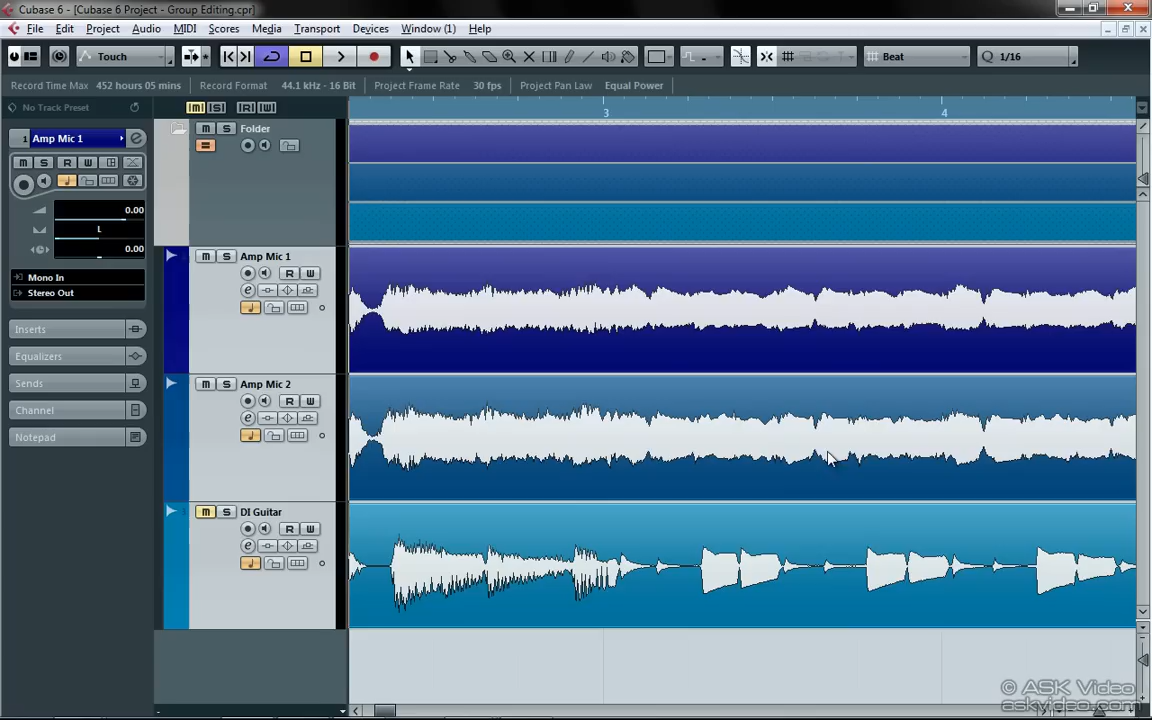 Cubase 6 - [Cubase 6 Project - Group Editing.cpr]
File Edit Project Audio MIDI Scores Media Transport Devices Window (1) Help
Touch Beat Q 1/16
Record Time Max 452 hours 05 mins Record Format 44.1 kHz - 16 Bit Project Frame Rate 30 fps Project Pan Law Equal Power
No Track Preset
M S R W
3 4
M S Folder
1 Amp Mic 1
M S R W
0.00
L
0.00
Mono In
Stereo Out
Inserts
Equalizers
Sends
Channel
Notepad
M S Amp Mic 1
R W
e
M S Amp Mic 2
R W
e
M S DI Guitar
R W
e
© ASK Video
askvideo.com